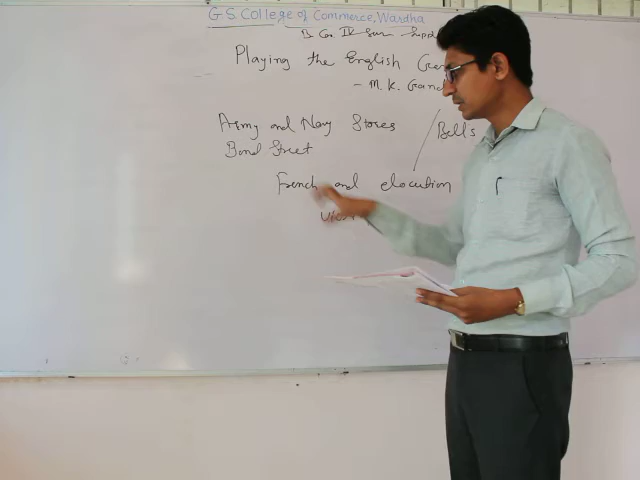 G S College of Commerce, Wardha
B. Com IV Sem
Playing the English Gen
- M. K. Gand
Army and Navy Stores
Bells
Bond Street
French and elocution